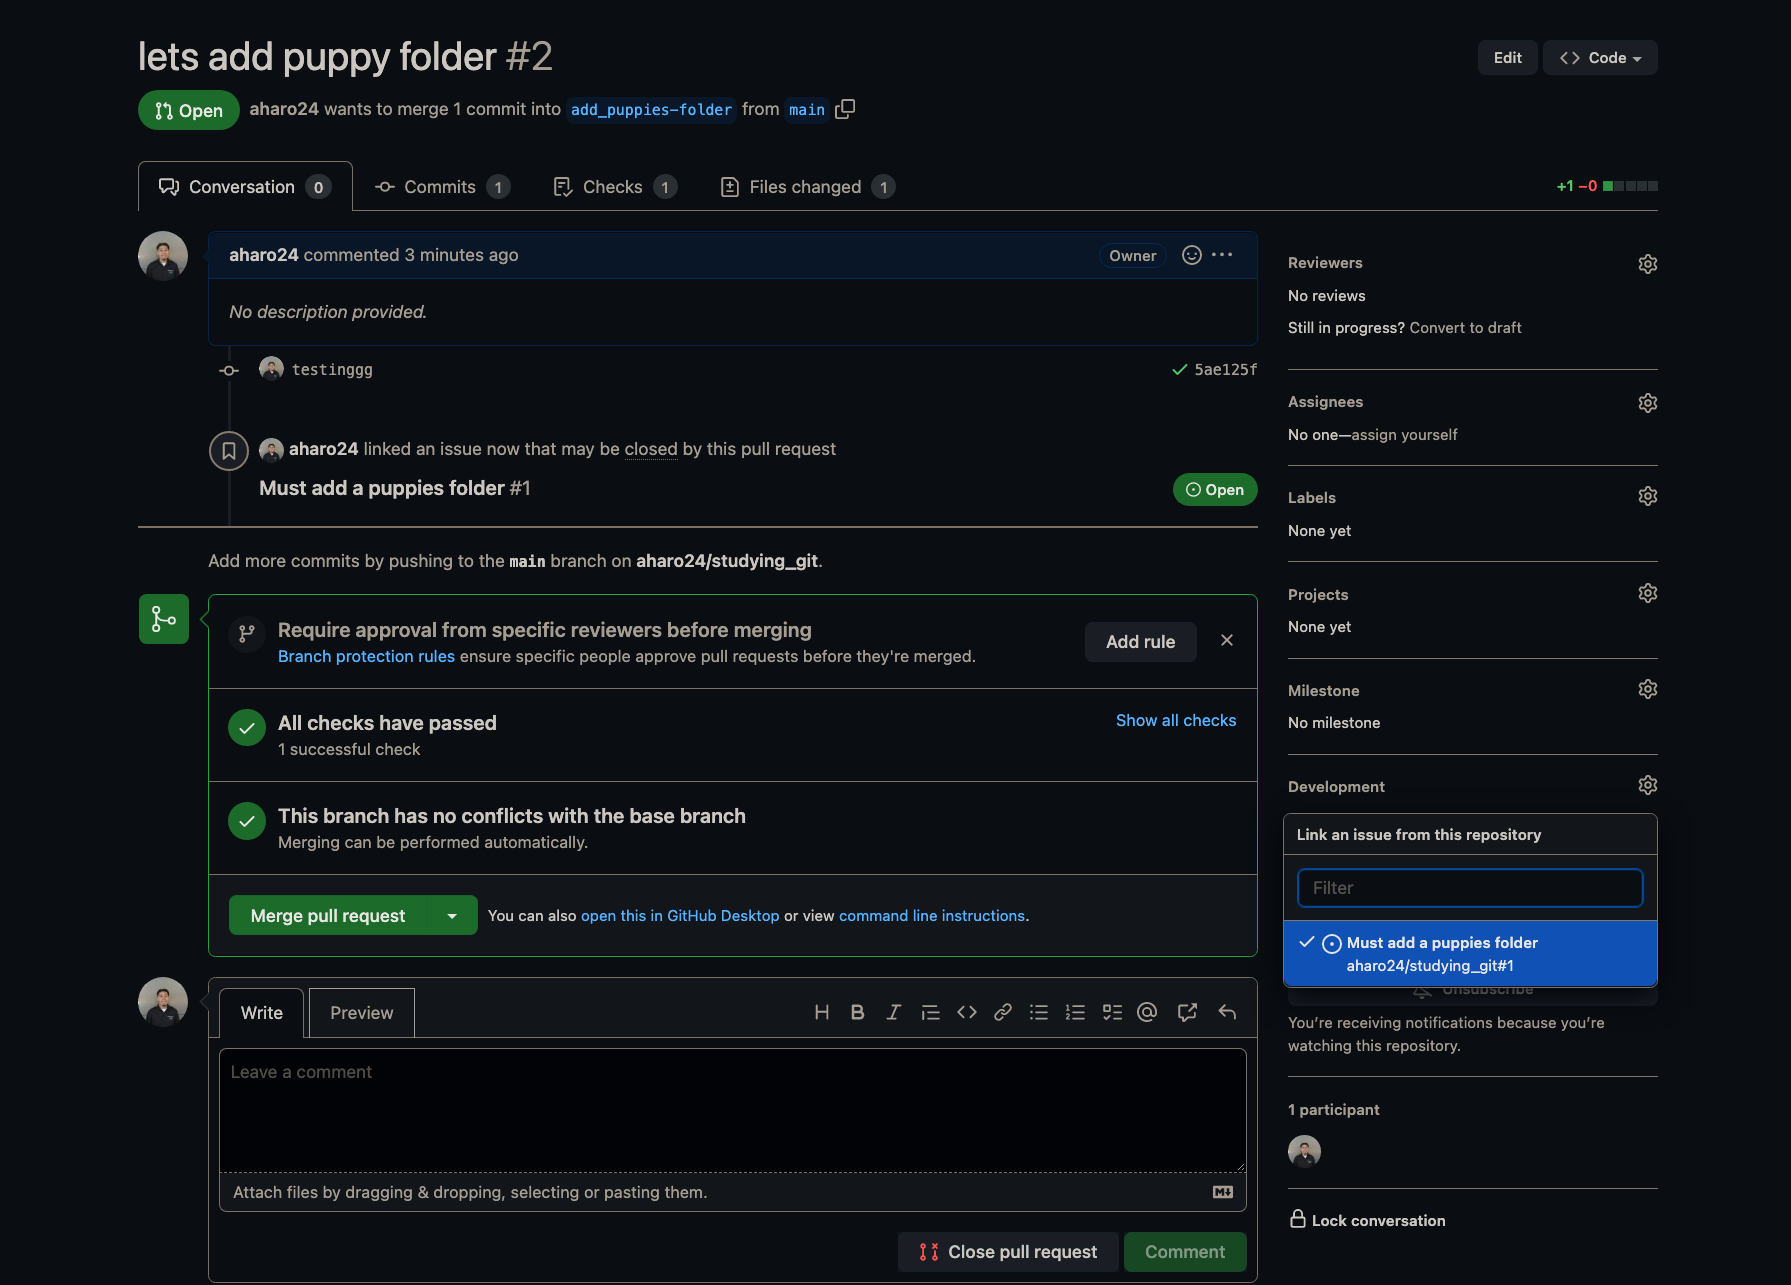 lets add puppy folder #2
Edit
Code
Open
aharo24 wants to merge 1 commit into add_puppies-folder from main
Conversation 0
Commits 1
Checks 1
Files changed 1
+1 −0
aharo24 commented 3 minutes ago
Owner
No description provided.
testinggg
5ae125f
aharo24 linked an issue now that may be closed by this pull request
Must add a puppies folder #1
Open
Add more commits by pushing to the main branch on aharo24/studying_git.
Require approval from specific reviewers before merging
Branch protection rules ensure specific people approve pull requests before they're merged.
Add rule
All checks have passed
1 successful check
Show all checks
This branch has no conflicts with the base branch
Merging can be performed automatically.
Merge pull request
You can also open this in GitHub Desktop or view command line instructions.
Write
Preview
Leave a comment
Attach files by dragging & dropping, selecting or pasting them.
Close pull request
Comment
Reviewers
No reviews
Still in progress? Convert to draft
Assignees
No one—assign yourself
Labels
None yet
Projects
None yet
Milestone
No milestone
Development
Link an issue from this repository
Filter
Must add a puppies folder
aharo24/studying_git#1
Unsubscribe
You're receiving notifications because you're
watching this repository.
1 participant
Lock conversation